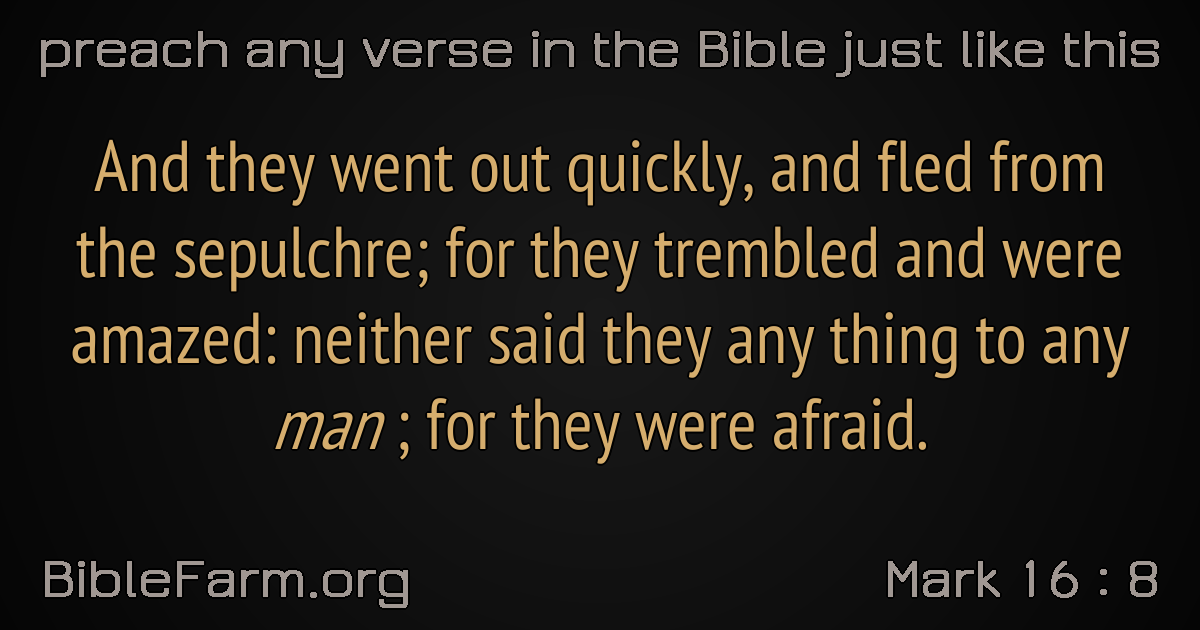 preach any verse in the Bible just like this
And they went out quickly, and fled from
the sepulchre; for they trembled and were
amazed: neither said they any thing to any
man ; for they were afraid.
BibleFarm.org
Mark 16 : 8